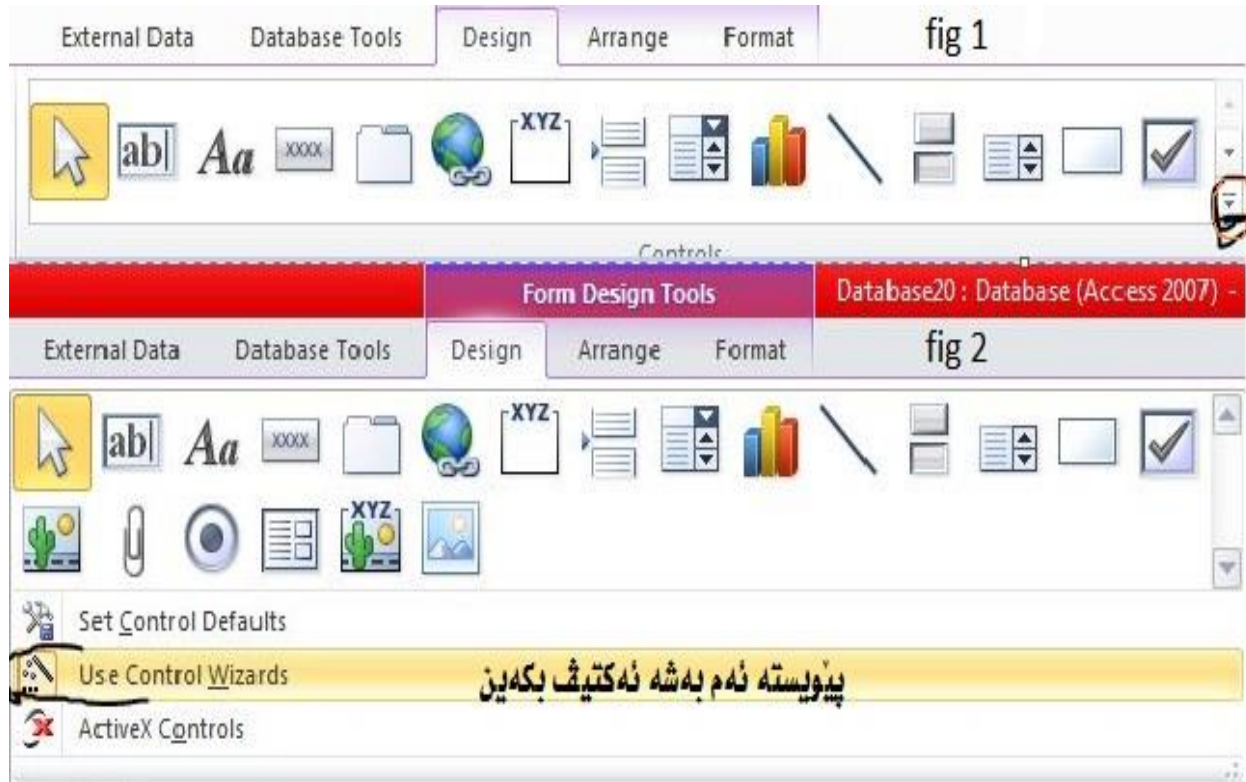 External Data Database Tools Design Arrange Format fig 1
ab Aa XXXX XYZ
Controls
Form Design Tools Database20 : Database (Access 2007) -
External Data Database Tools Design Arrange Format fig 2
ab Aa XXXX XYZ
XYZ
Set Control Defaults
Use Control Wizards پێویستە ئەم بەشە ئەکتیڤ بکەین
ActiveX Controls